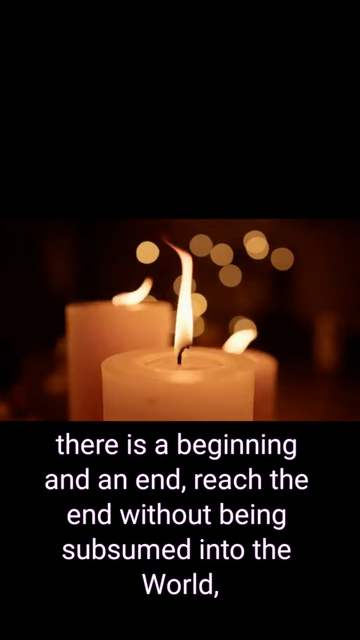 there is a beginning
and an end, reach the
end without being
subsumed into the
World,